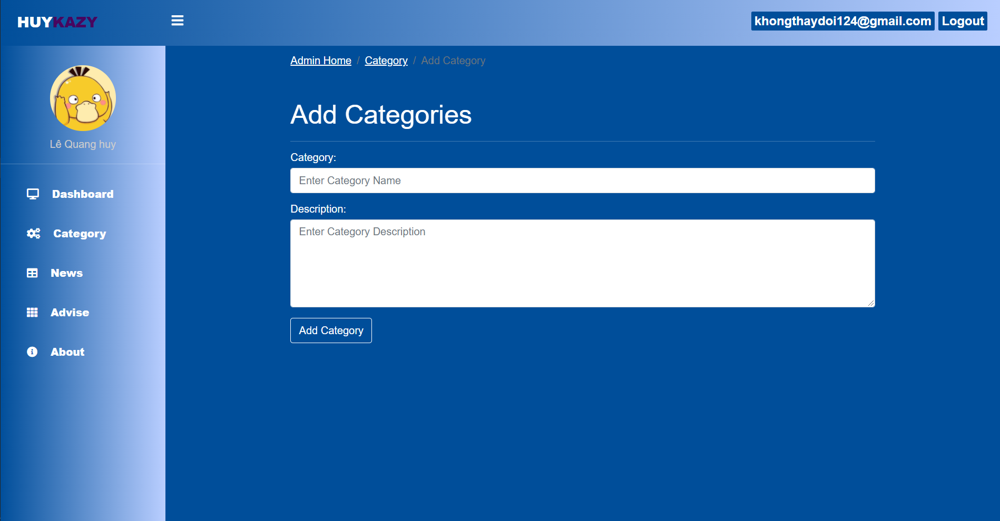 HUYKAZY
khongthaydoi124@gmail.com Logout
Admin Home / Category / Add Category
Lê Quang huy
Dashboard
Category
News
Advise
About
Add Categories
Category:
Enter Category Name
Description:
Enter Category Description
Add Category